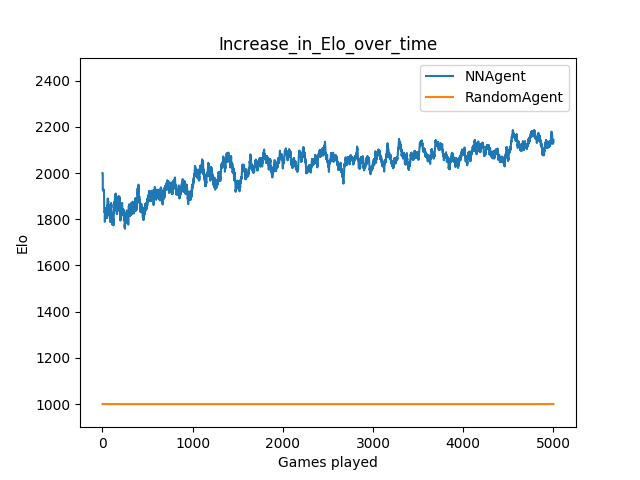 Increase_in_Elo_over_time
NNAgent
RandomAgent
2400
2200
2000
1800
1600
1400
1200
1000
Elo
0 1000 2000 3000 4000 5000
Games played